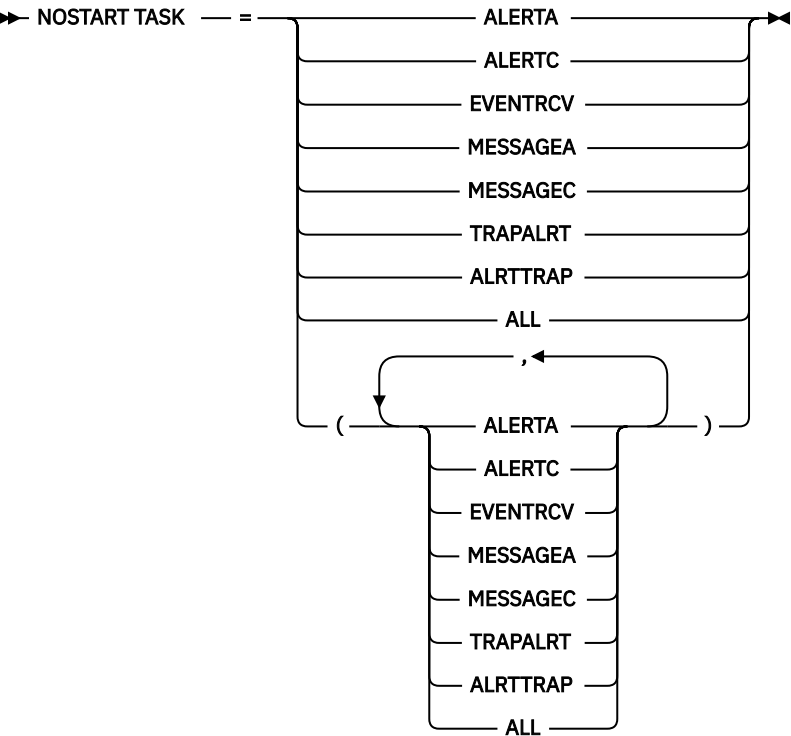 NOSTART TASK = ALERTA
ALERTC
EVENTRCV
MESSAGEA
MESSAGEC
TRAPALRT
ALRTTRAP
ALL
,
( ALERTA )
ALERTC
EVENTRCV
MESSAGEA
MESSAGEC
TRAPALRT
ALRTTRAP
ALL